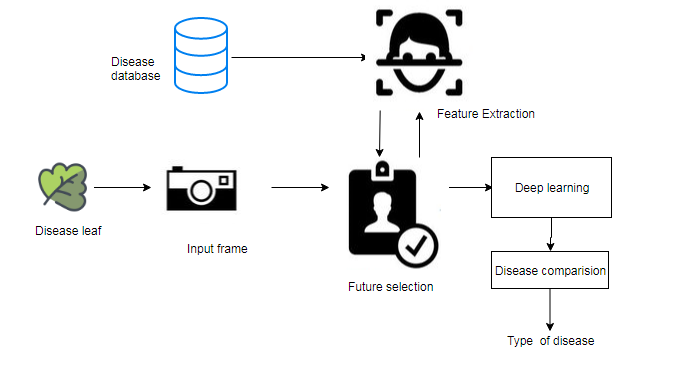 Disease
database
Feature Extraction
Deep learning
Disease leaf
Input frame
Disease comparision
Future selection
Type of disease